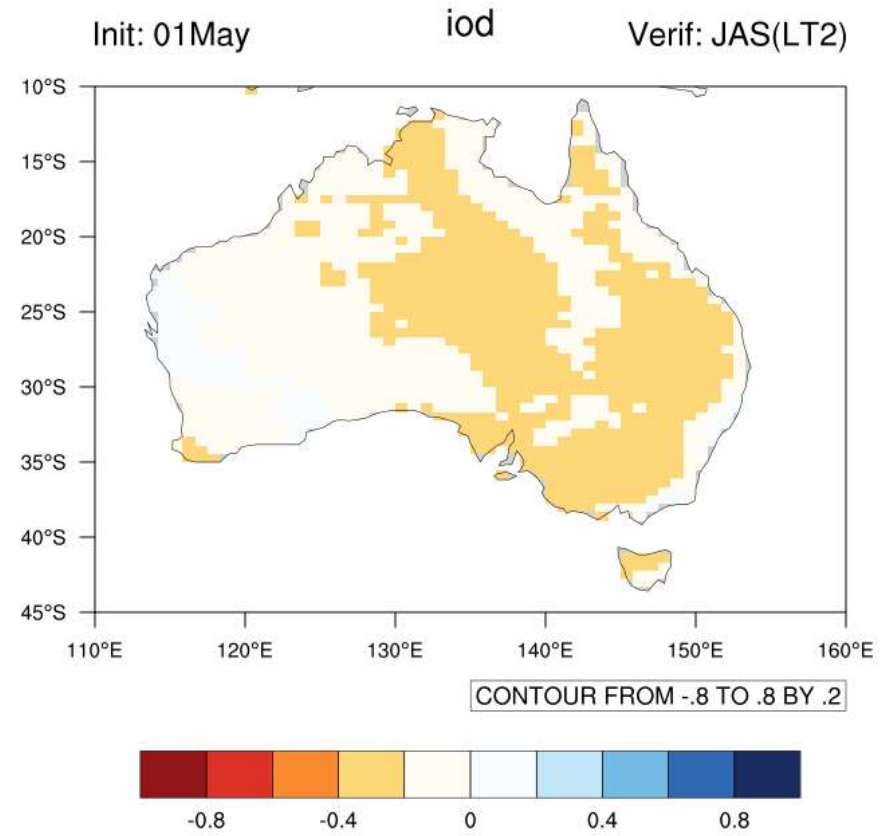 iod
Init: 01May Verif: JAS(LT2)
10°S
15°S
20°S
25°S
30°S
35°S
40°S
45°S
110°E 120°E 130°E 140°E 150°E 160°E
CONTOUR FROM -.8 TO .8 BY .2
-0.8 -0.4 0 0.4 0.8